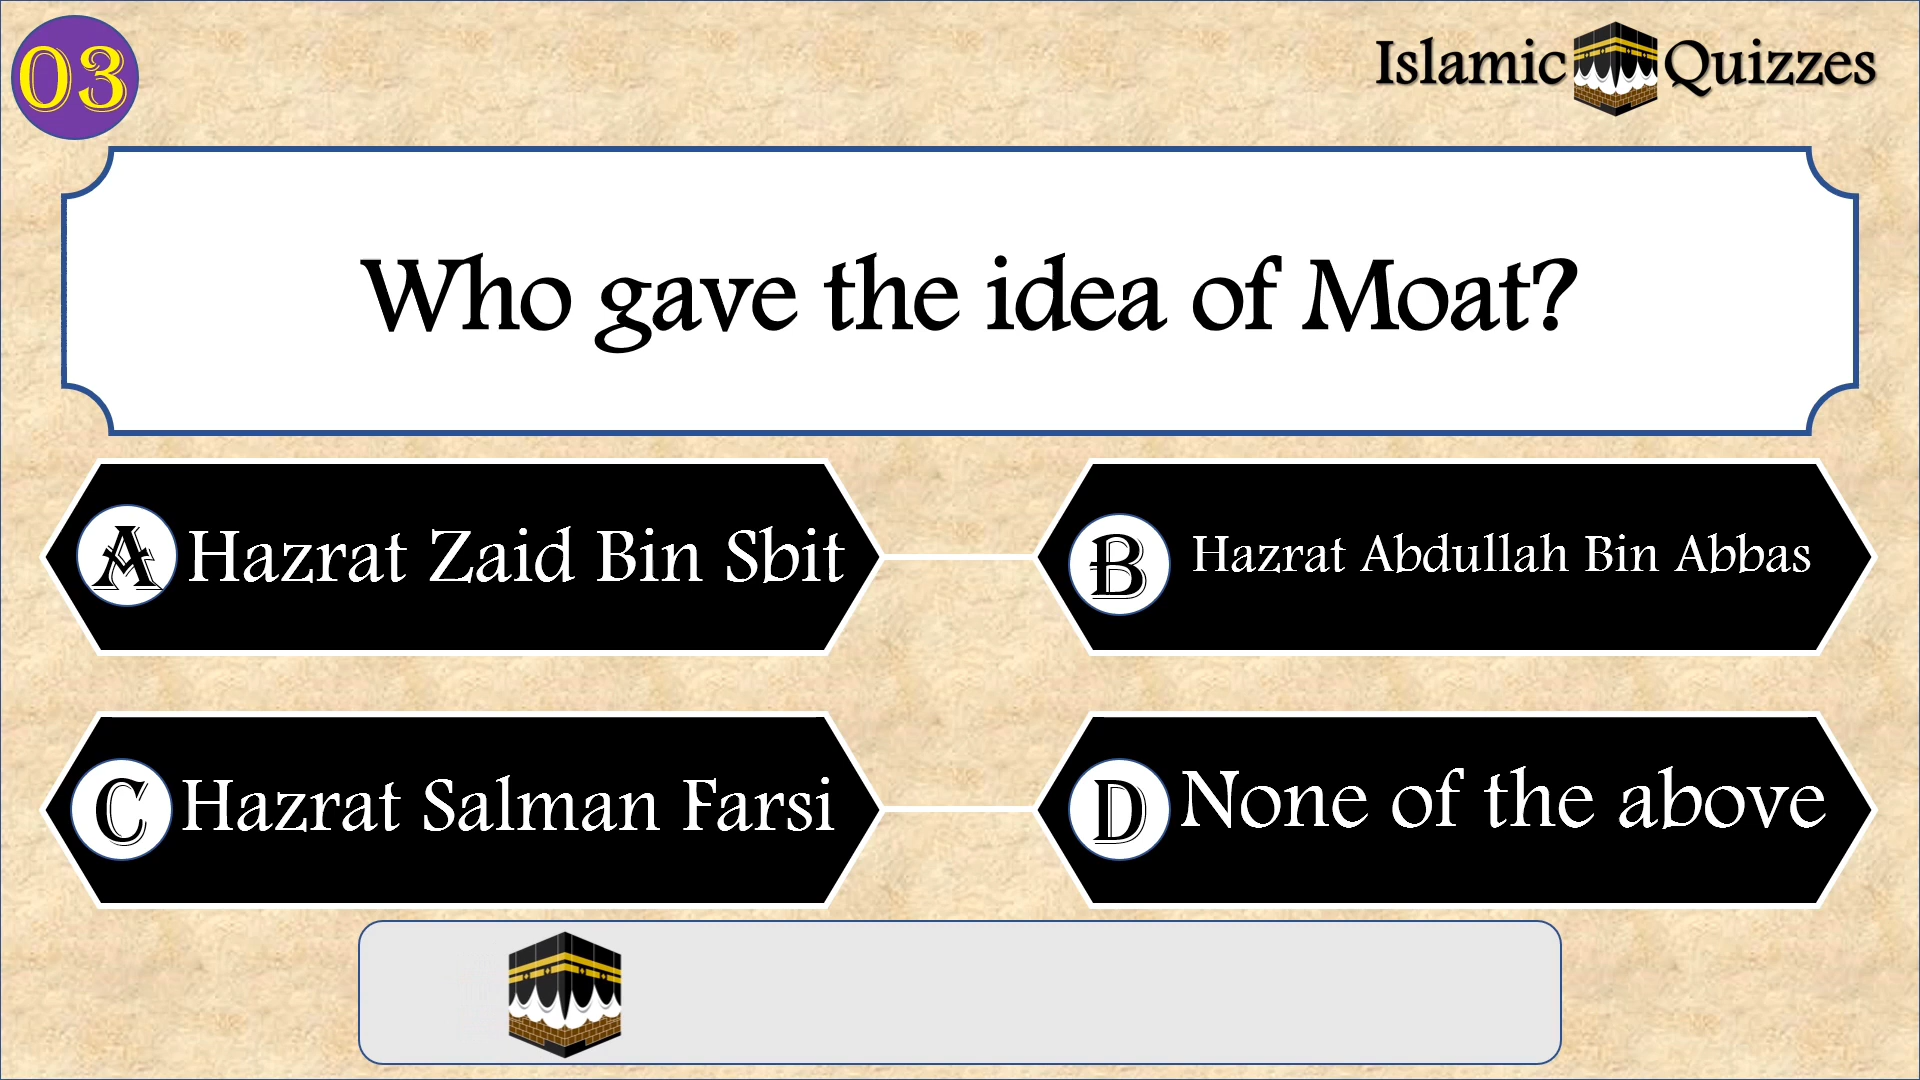 03
Islamic Quizzes
Who gave the idea of Moat?
A Hazrat Zaid Bin Sbit
B Hazrat Abdullah Bin Abbas
C Hazrat Salman Farsi
D None of the above